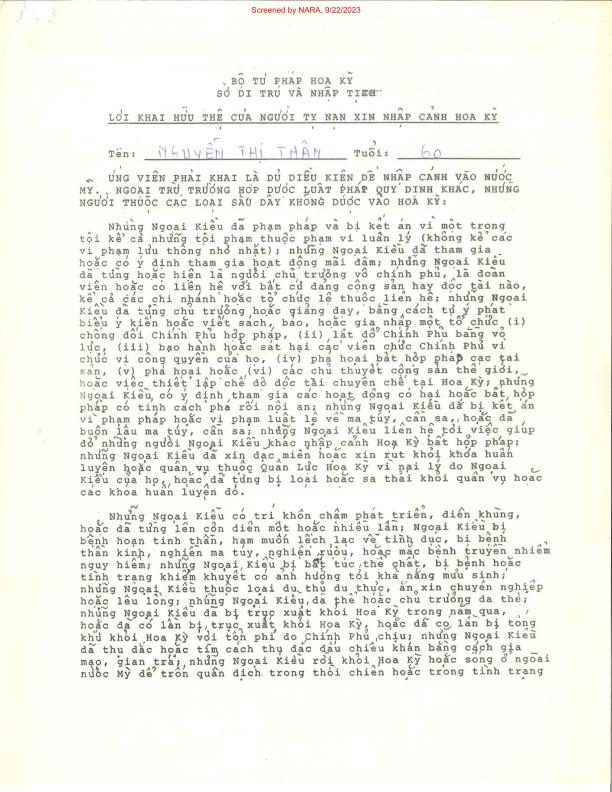 Screened by NARA, 9/22/2023
BỘ TƯ PHÁP HOA KỲ
SỞ DI TRÚ VÀ NHẬP TỊCH
LỜI KHAI HỮU THỆ CỦA NGƯỜI TỴ NẠN XIN NHẬP CẢNH HOA KỲ
Tên: NGUYỄN THỊ THÂN Tuổi: 60
ỨNG VIÊN PHẢI KHAI LÀ ĐỦ ĐIỀU KIỆN ĐỂ NHẬP CẢNH VÀO NƯỚC
MỸ. NGOẠI TRỪ TRƯỜNG HỢP ĐƯỢC LUẬT PHÁP QUY ĐỊNH KHÁC, NHỮNG
NGƯỜI THUỘC CÁC LOẠI SAU ĐÂY KHÔNG ĐƯỢC VÀO HOA KỲ:
Những Ngoại Kiều đã phạm pháp và bị kết án vì một trọng
tội kể cả những tội phạm thuộc phạm vi luân lý (không kể các
vi phạm lưu thông nhỏ nhặt); những Ngoại Kiều đã tham gia
hoặc có ý định tham gia hoạt động mãi dâm; những Ngoại Kiều
đã từng hoặc hiện là người chủ trương vô chính phủ, là đoàn
viên hoặc có liên hệ với bất cứ đảng cộng sản hay độc tài nào,
kể cả các chi nhánh hoặc tổ chức lệ thuộc liên hệ; những Ngoại
Kiều đã từng chủ trương hoặc giảng dạy, bằng cách tự ý phát
biểu ý kiến hoặc viết sách, báo, hoặc gia nhập một tổ chức (i)
chống đối Chính Phủ hợp pháp, (ii) lật đổ Chính Phủ bằng võ
lực, (iii) bạo hành hoặc sát hại các viên chức Chính Phủ vì
chức vị công quyền của họ, (iv) phá hoại bất hợp pháp các tài
sản, (v) phá hoại hoặc (vi) các chủ thuyết cộng sản thế giới,
hoặc việc thiết lập chế độ độc tài chuyên chế tại Hoa Kỳ; những
Ngoại Kiều có ý định tham gia các hoạt động có hại hoặc bất hợp
pháp có tính cách phá rối nội an; những Ngoại Kiều đã bị kết án
vi phạm pháp hoặc vi phạm luật lệ về ma túy, cần sa, hoặc đã
buôn lậu ma túy, cần sa; những Ngoại Kiều liên hệ tới việc giúp
đỡ những người Ngoại Kiều khác nhập cảnh Hoa Kỳ bất hợp pháp;
những Ngoại Kiều đã xin đặc miễn hoặc xin rút khỏi khóa huấn
luyện hoặc quân vụ thuộc Quân Lực Hoa Kỳ vì nại lý do Ngoại
Kiều của họ, hoặc đã từng bị loại hoặc sa thải khỏi quân vụ hoặc
các khóa huấn luyện đó.
Những Ngoại Kiều có trí khôn chậm phát triển, điên khùng,
hoặc đã từng lên cơn điên một hoặc nhiều lần; Ngoại Kiều bị
bệnh hoạn tinh thần, ham muốn lệch lạc về tình dục, bị bệnh
thần kinh, nghiện ma túy, nghiện rượu, hoặc mắc bệnh truyền nhiễm
nguy hiểm; những Ngoại Kiều bị bất túc thể chất, bị bệnh hoặc
tình trạng khiếm khuyết có ảnh hưởng tới khả năng mưu sinh;
những Ngoại Kiều thuộc loại du thủ du thực, ăn xin chuyên nghiệp
hoặc lêu lỏng; những Ngoại Kiều đa thê hoặc chủ trương đa thê;
những Ngoại Kiều đã bị trục xuất khỏi Hoa Kỳ trong năm qua,
hoặc đã có lần bị trục xuất khỏi Hoa Kỳ, hoặc đã có lần bị tống
khứ khỏi Hoa Kỳ với tổn phí do Chính Phủ chịu; những Ngoại Kiều
đã thủ đắc hoặc tìm cách thủ đắc dấu chiếu khán bằng cách giả
mạo, gian trá; những Ngoại Kiều rời khỏi Hoa Kỳ hoặc sống ở ngoài
nước Mỹ để trốn quân dịch trong thời chiến hoặc trong tình trạng